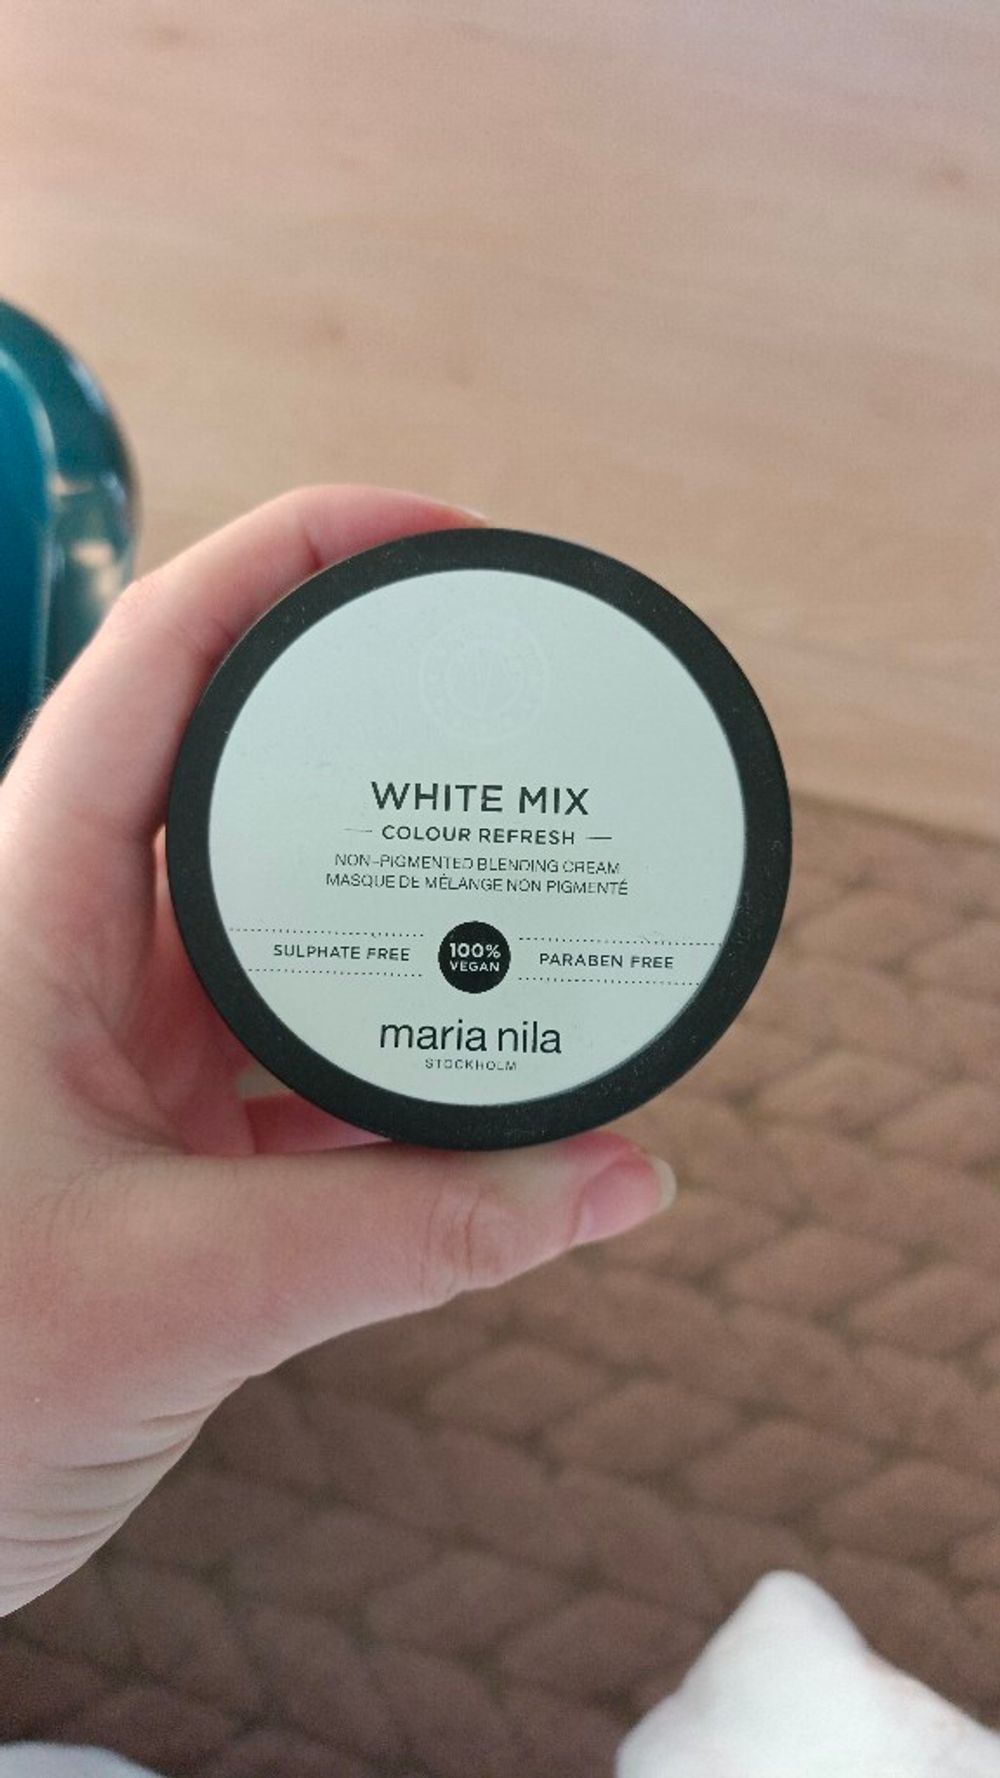 WHITE MIX
COLOUR REFRESH
NON-PIGMENTED BLENDING CREAM
MASQUE DE MÉLANGE NON PIGMENTÉ
SULPHATE FREE 100% VEGAN PARABEN FREE
maria nila
STOCKHOLM